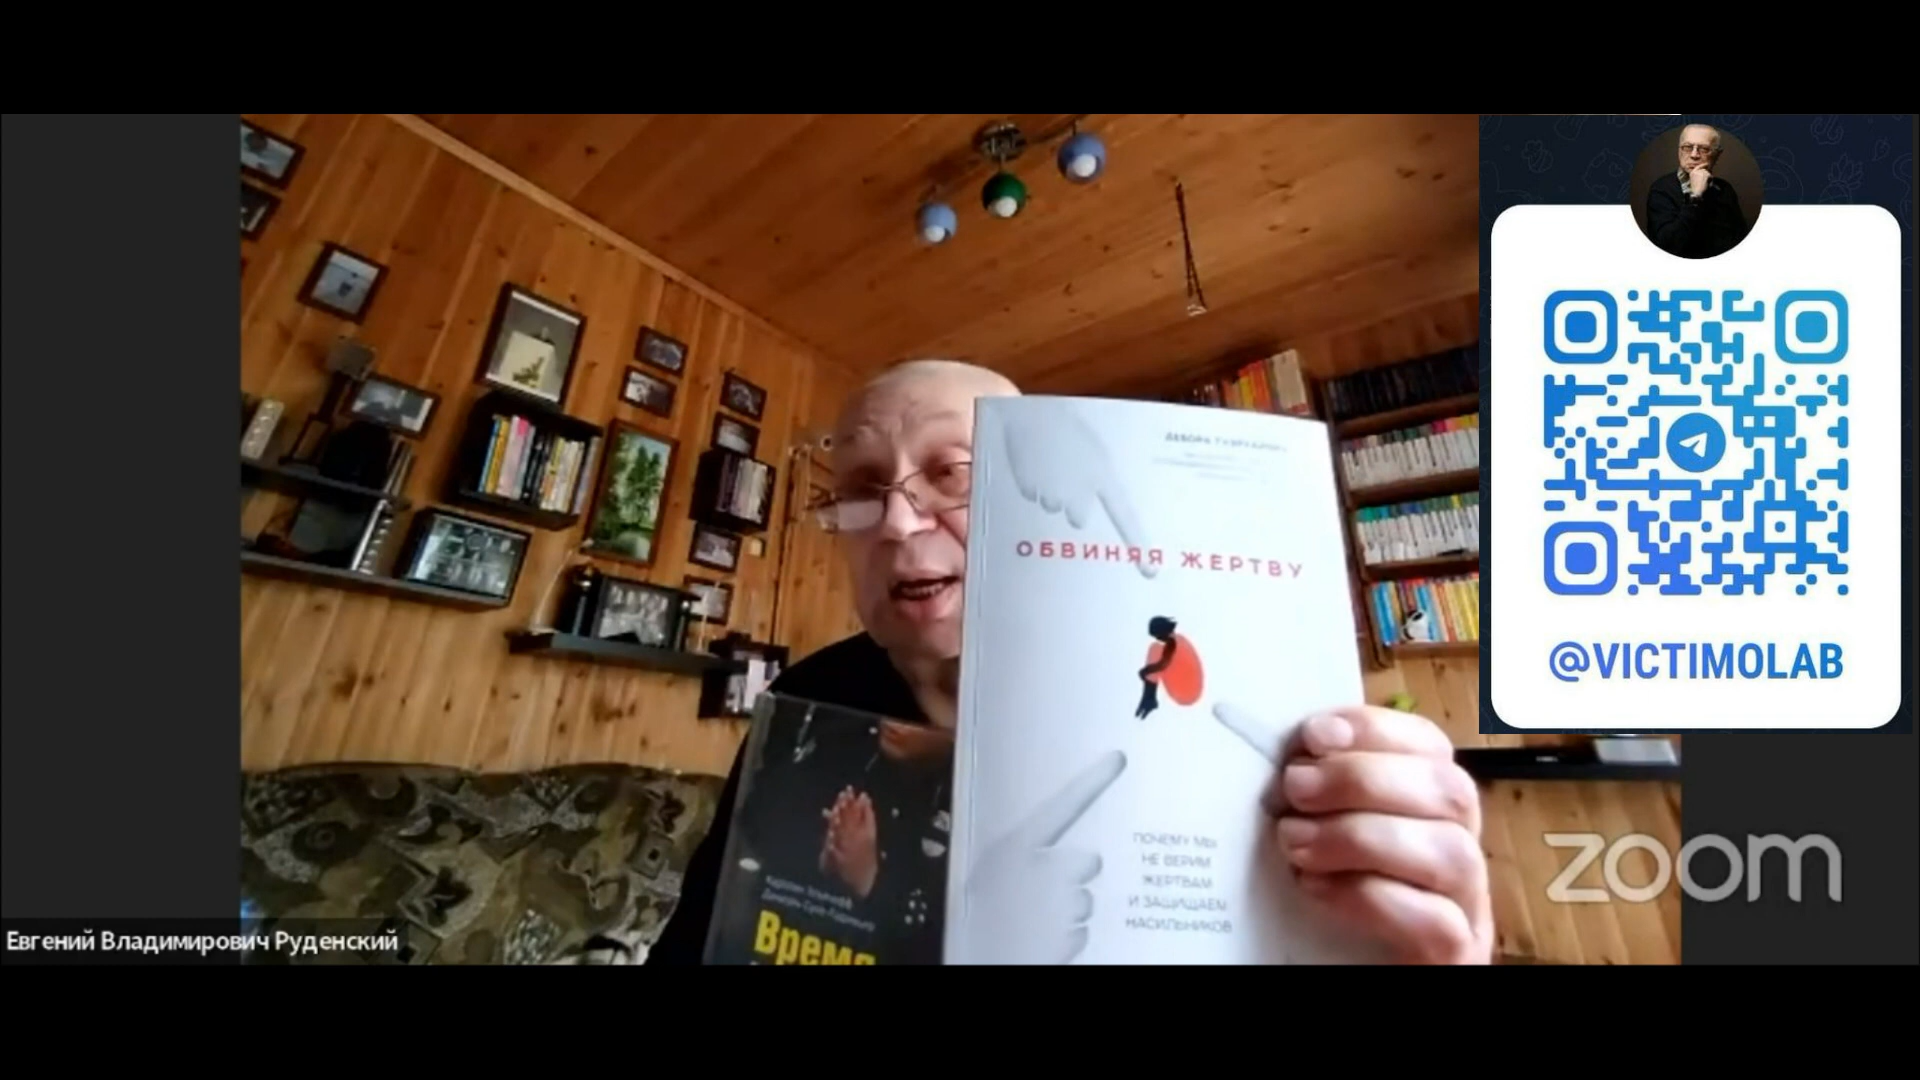 ОБВИНЯЯ ЖЕРТВУ
ПОЧЕМУ МЫ
НЕ ВЕРИМ
ЖЕРТВАМ
И ЗАЩИЩАЕМ
НАСИЛЬНИКОВ
Время
Евгений Владимирович Руденский
@VICTIMOLAB
zoom